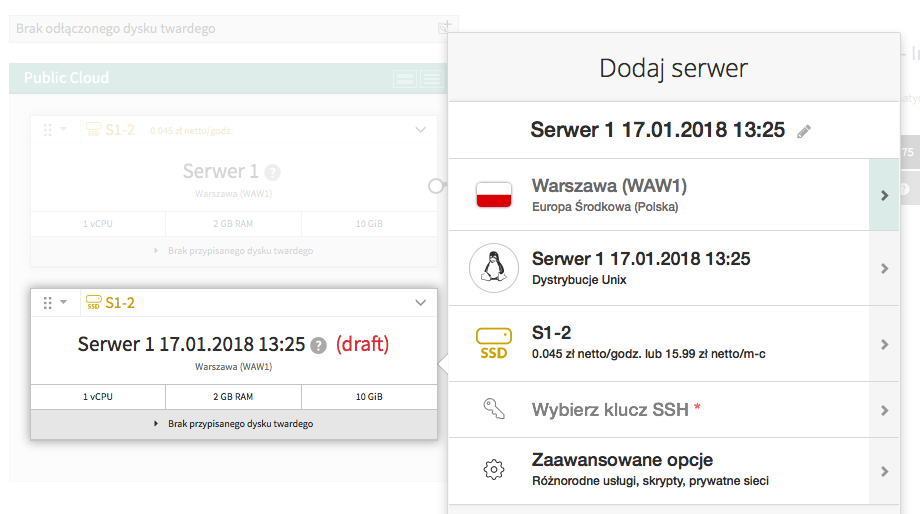 Brak odłączonego dysku twardego
Public Cloud
S1-2 0.045 zł netto/godz.
Serwer 1 ?
Warszawa (WAW1)
1 vCPU 2 GB RAM 10 GiB
Brak przypisanego dysku twardego
SSD S1-2
Serwer 1 17.01.2018 13:25 ? (draft)
Warszawa (WAW1)
1 vCPU 2 GB RAM 10 GiB
Brak przypisanego dysku twardego
Dodaj serwer
Serwer 1 17.01.2018 13:25
Warszawa (WAW1)
Europa Środkowa (Polska)
Serwer 1 17.01.2018 13:25
Dystrybucje Unix
SSD
S1-2
0.045 zł netto/godz. lub 15.99 zł netto/m-c
Wybierz klucz SSH *
Zaawansowane opcje
Różnorodne usługi, skrypty, prywatne sieci
75
?